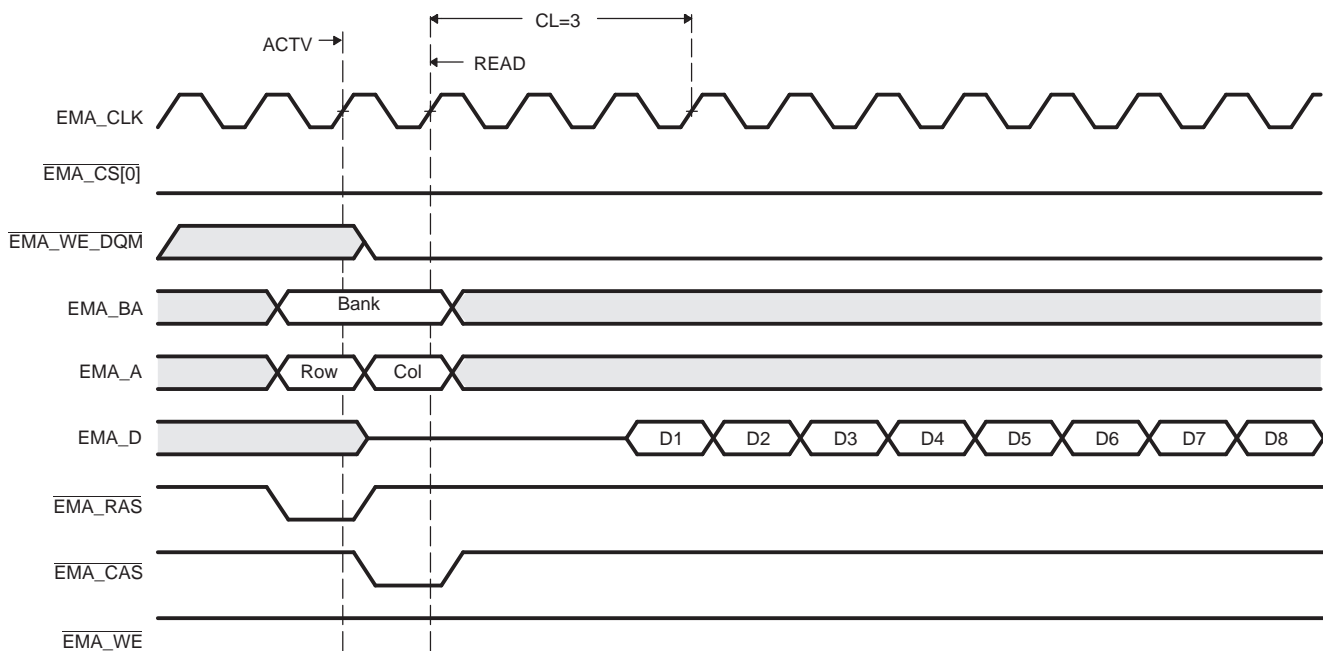 CL=3
ACTV
READ
EMA_CLK
EMA_CS[0]
EMA_WE_DQM
EMA_BA
Bank
EMA_A
Row
Col
EMA_D
D1 D2 D3 D4 D5 D6 D7 D8
EMA_RAS
EMA_CAS
EMA_WE